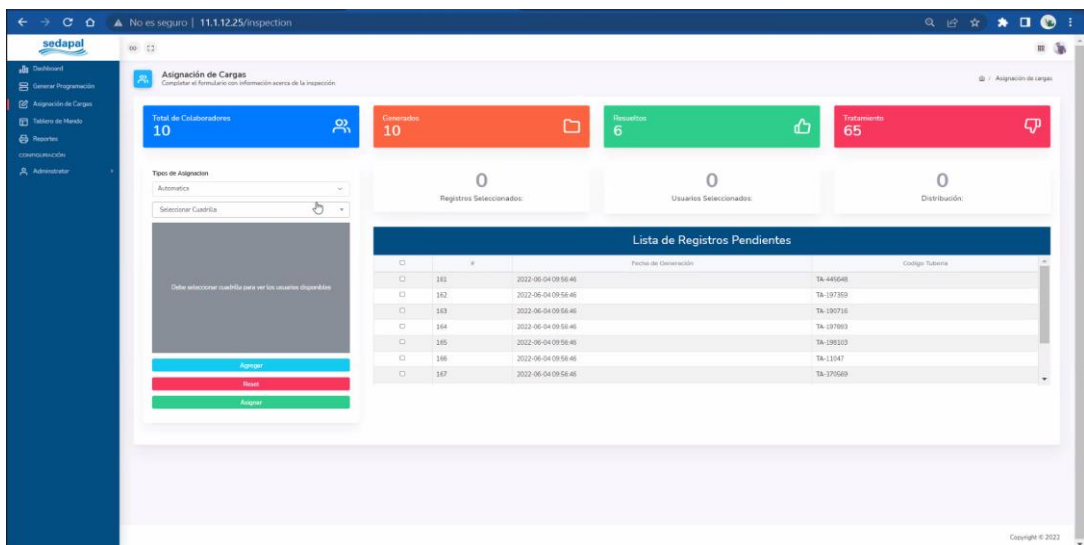 No es seguro | 11.1.12.25/inspection
sedapal
Dashboard
Generar Programación
Asignación de Cargas
Tablero de Mando
Reportes
CONFIGURACIÓN
Administrator
Asignación de Cargas
Completar el formulario con información acerca de la inspección
/ Asignación de cargas
Total de Colaboradores
10
Generados
10
Resueltos
6
Tratamiento
65
Tipos de Asignacion
Automatica
Seleccionar Cuadrilla
Debe seleccionar cuadrilla para ver los usuarios disponibles
Agregar
Reset
Asignar
0
Registros Seleccionados:
0
Usuarios Seleccionados:
0
Distribución:
Lista de Registros Pendientes
# Fecha de Generación Codigo Tuberia
161 2022-06-04 09:56:46 TA-445648
162 2022-06-04 09:56:46 TA-197359
163 2022-06-04 09:56:46 TA-190716
164 2022-06-04 09:56:46 TA-197893
165 2022-06-04 09:56:46 TA-198103
166 2022-06-04 09:56:46 TA-11047
167 2022-06-04 09:56:46 TA-370569
Copyright © 2022